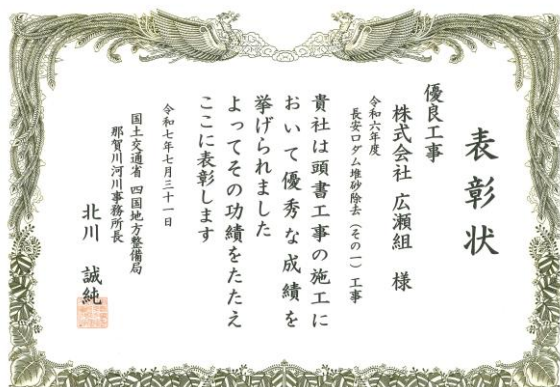 表彰状
優良工事
株式会社 広瀬組 様
令和六年度
長安口ダム堆砂除去（その一）工事
貴社は頭書工事の施工に
おいて優秀な成績を
挙げられました
よってその功績をたたえ
ここに表彰します
令和七年七月三十一日
国土交通省 四国地方整備局
那賀川河川事務所長
北川 誠純